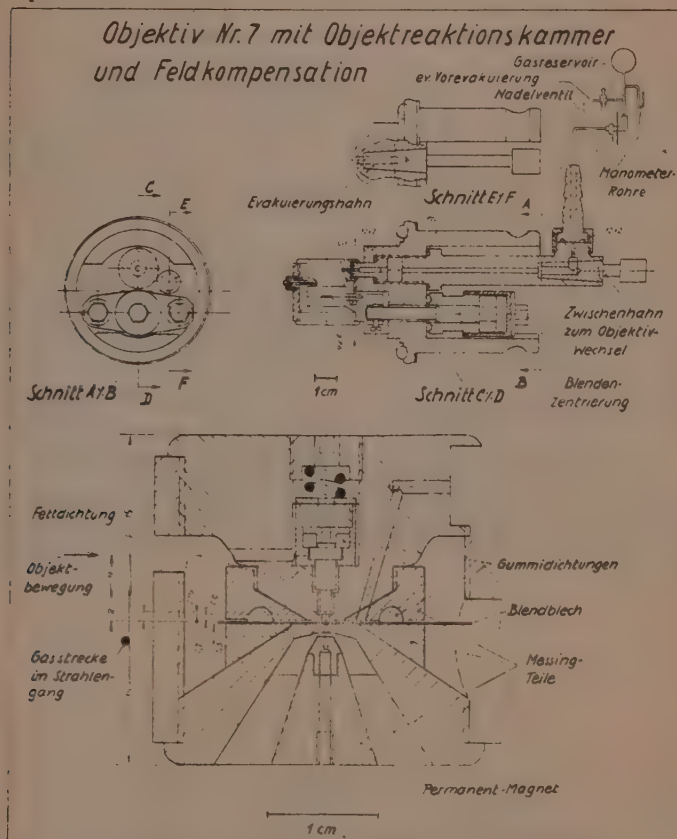 Objektiv Nr. 7 mit Objektreaktionskammer
und Feldkompensation
Gasreservoir
ev. Vorevakuierung
Nadelventil
Manometer-
Rohre
Evakuierungshahn
Schnitt E/F
A
C
E
Zwischenhahn
zum Objektiv-
Wechsel
Schnitt A/B
D
F
1cm
Schnitt C/D
B
Blenden-
Zentrierung
Fettdichtung
Objekt-
bewegung
Gasstrecke
im Strahlen-
gang
Gummidichtungen
Blendblech
Messing-
Teile
Permanent-Magnet
1 cm